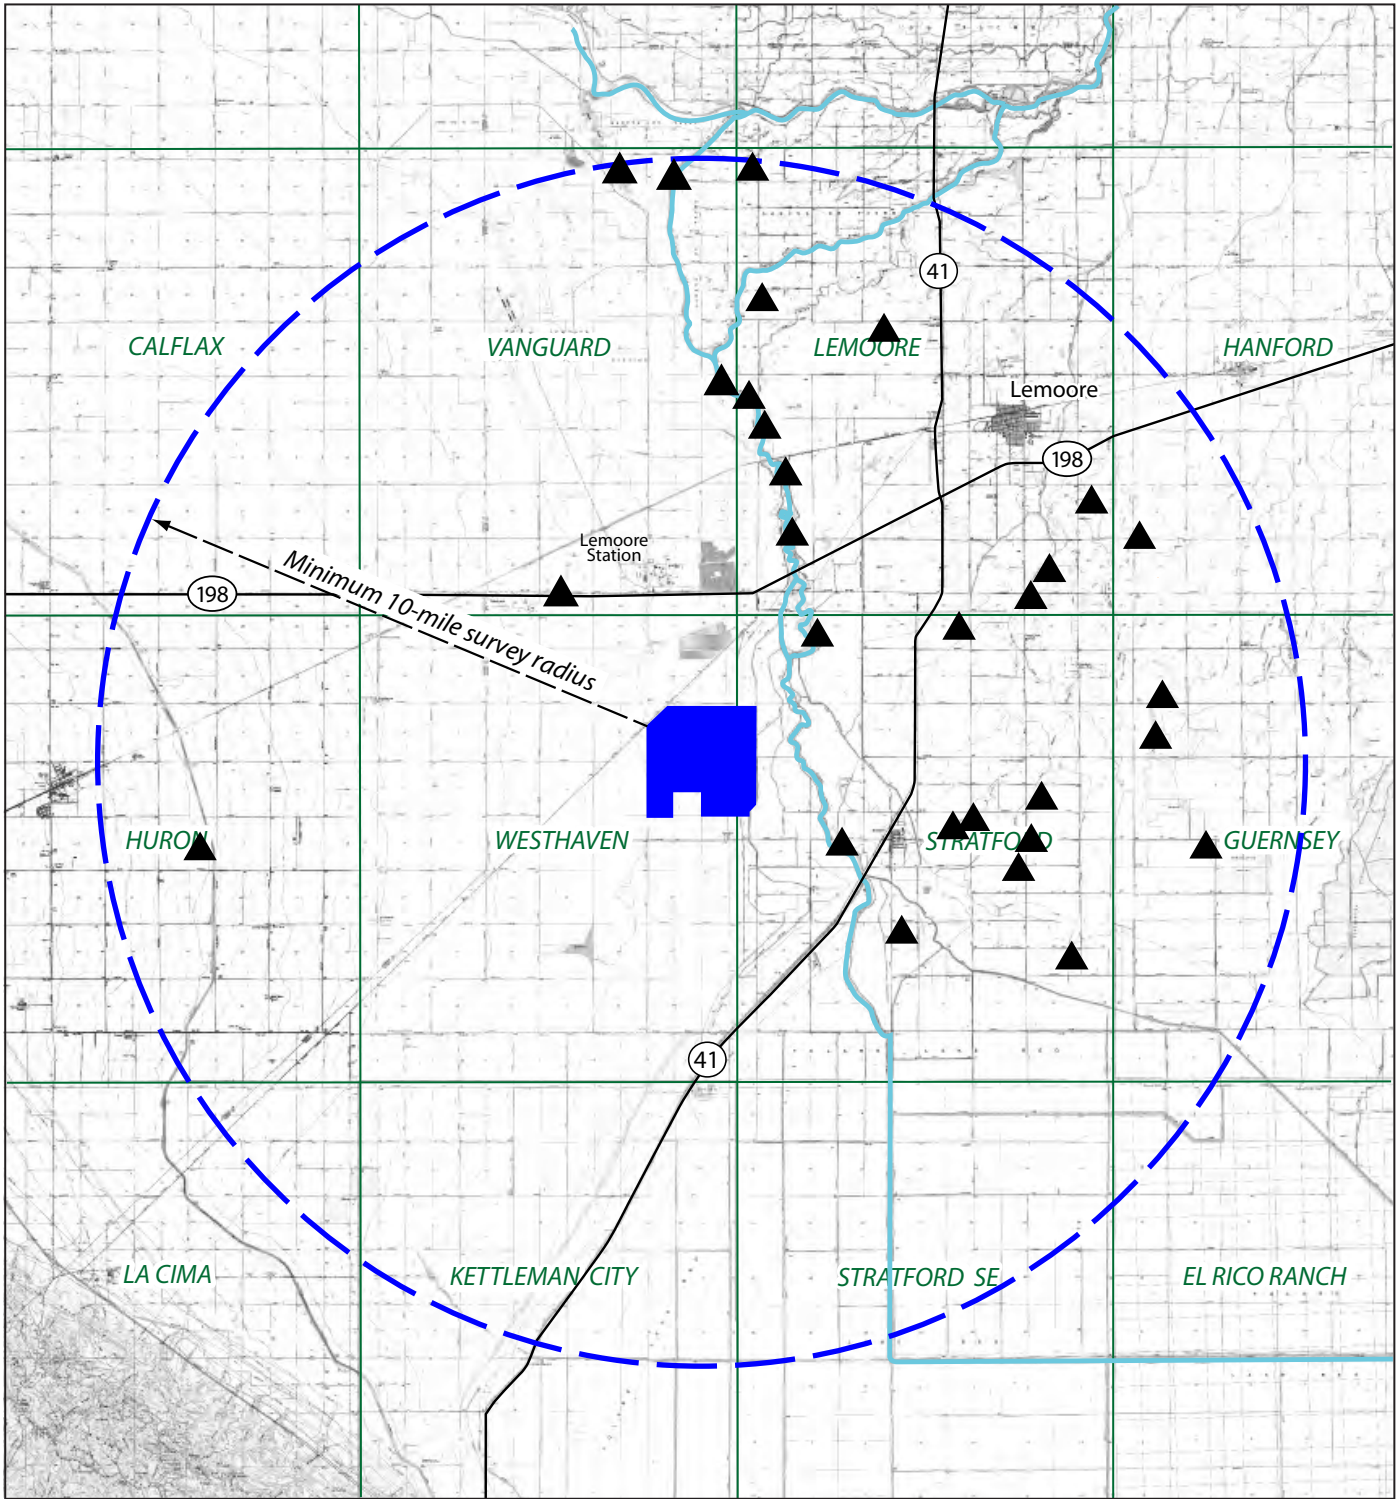 41
CALFLAX
VANGUARD
LEMOORE
HANFORD
Lemoore
198
Lemoore
Station
198
Minimum 10-mile survey radius
HURON
WESTHAVEN
STRATFORD
GUERNSEY
41
LA CIMA
KETTLEMAN CITY
STRATFORD SE
EL RICO RANCH